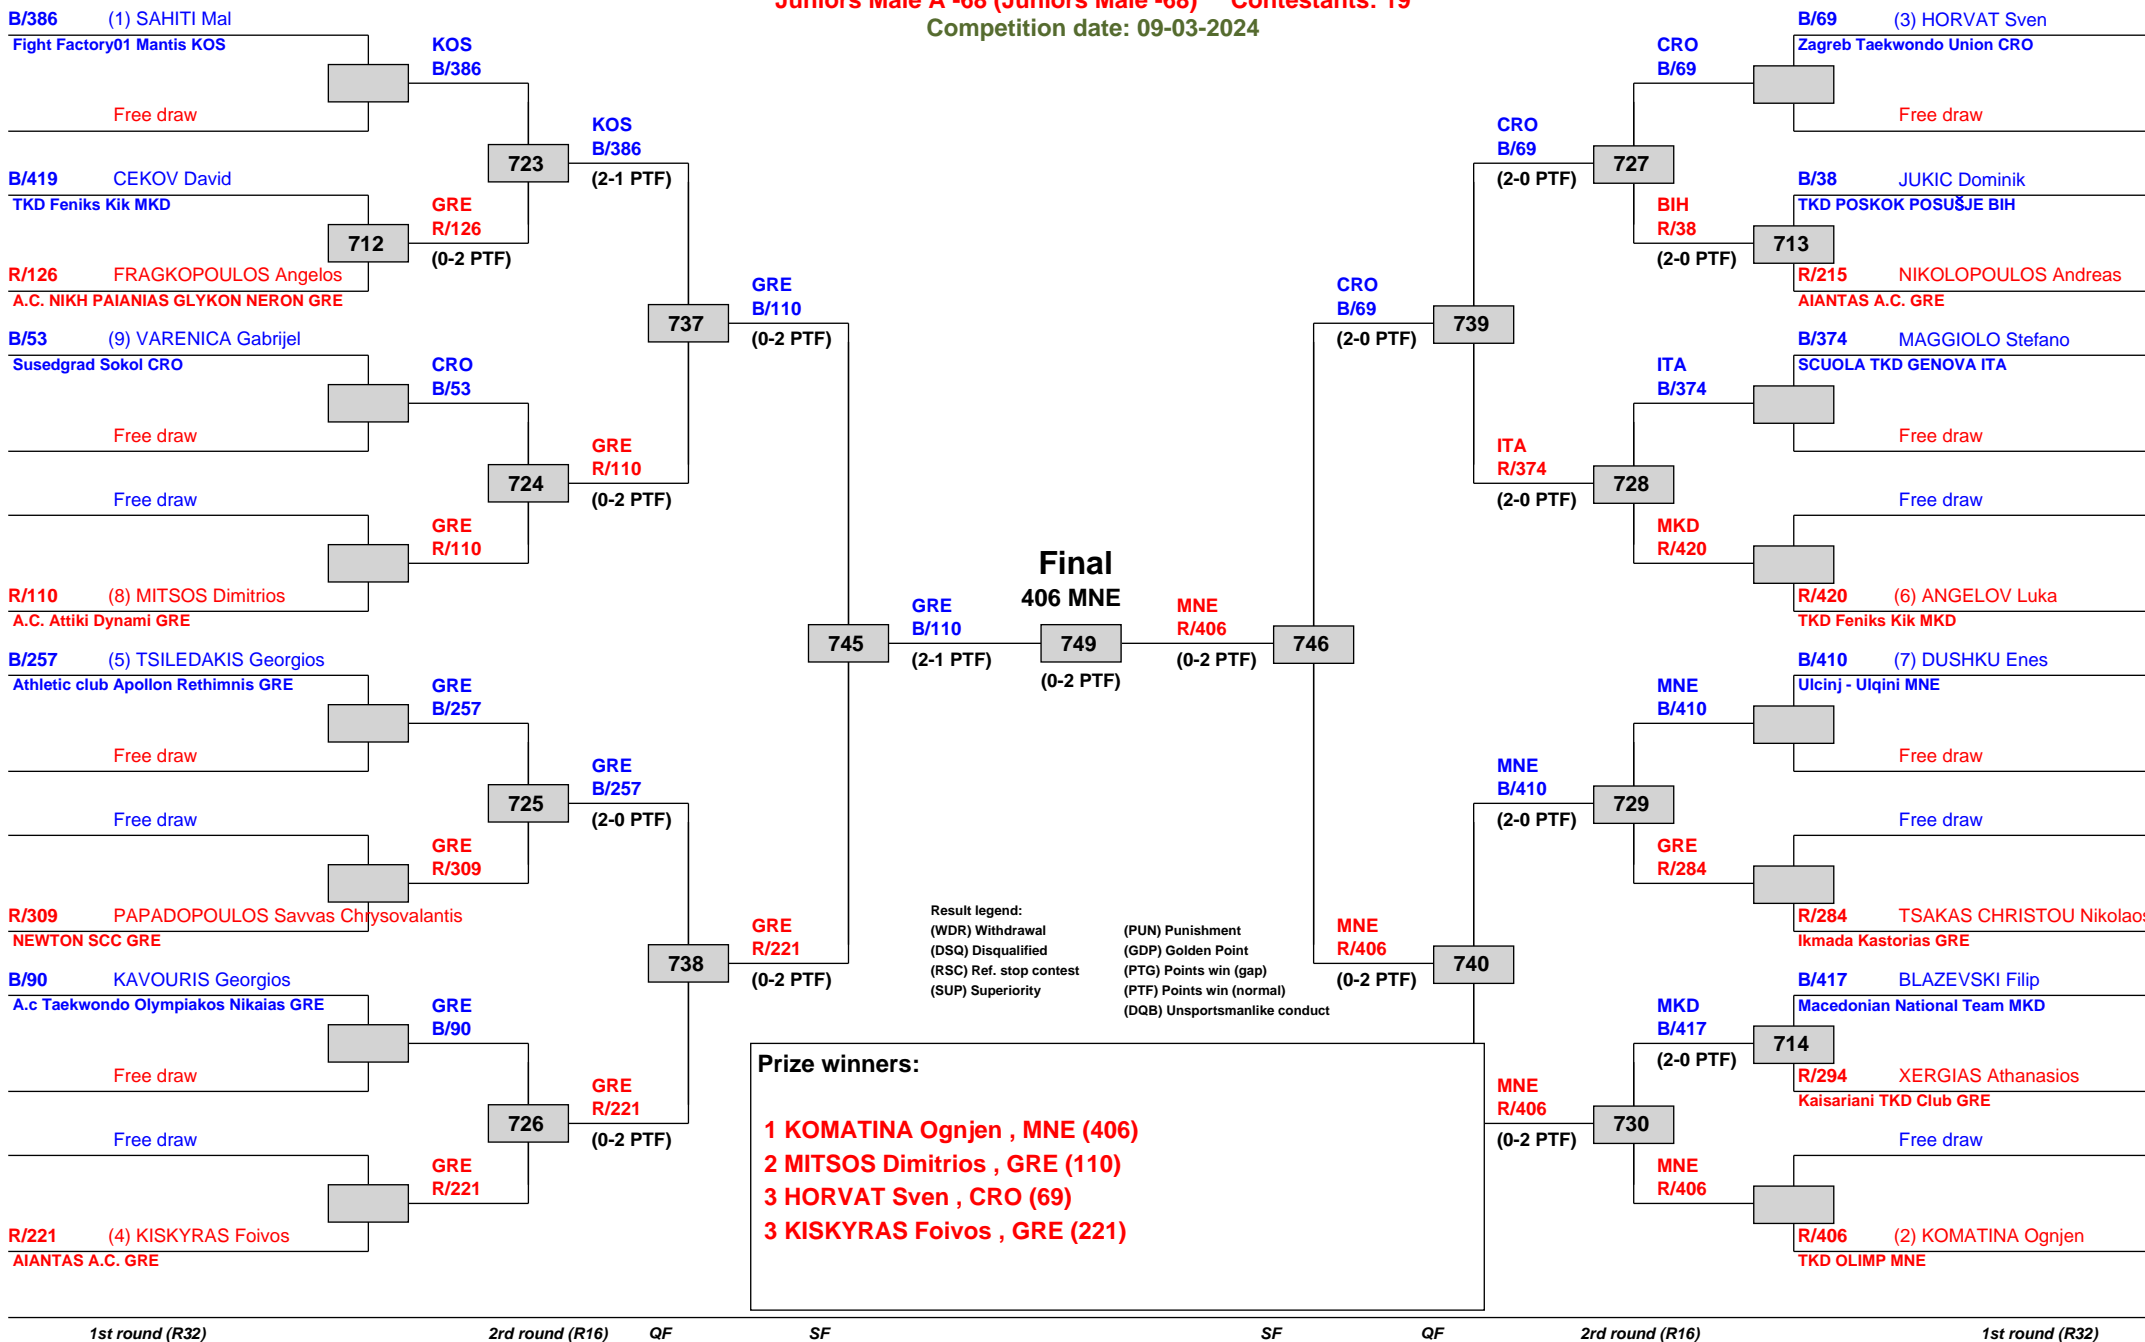 Juniors Male A -68 (Juniors Male -68) Contestants: 19
Competition date: 09-03-2024
B/386 (1) SAHITI Mal
Fight Factory01 Mantis KOS
Free draw
KOS
B/386
B/419 CEKOV David
TKD Feniks Kik MKD
712
R/126 FRAGKOPOULOS Angelos
A.C. NIKH PAIANIAS GLYKON NERON GRE
GRE
R/126
(0-2 PTF)
723
KOS
B/386
(2-1 PTF)
B/53 (9) VARENICA Gabrijel
Susedgrad Sokol CRO
Free draw
CRO
B/53
Free draw
R/110 (8) MITSOS Dimitrios
A.C. Attiki Dynami GRE
GRE
R/110
724
GRE
R/110
(0-2 PTF)
737
GRE
B/110
(0-2 PTF)
B/257 (5) TSILEDAKIS Georgios
Athletic club Apollon Rethimnis GRE
Free draw
GRE
B/257
Free draw
R/309 PAPADOPOULOS Savvas Chrysovalantis
NEWTON SCC GRE
GRE
R/309
725
GRE
B/257
(2-0 PTF)
B/90 KAVOURIS Georgios
A.c Taekwondo Olympiakos Nikaias GRE
Free draw
GRE
B/90
Free draw
R/221 (4) KISKYRAS Foivos
AIANTAS A.C. GRE
GRE
R/221
726
GRE
R/221
(0-2 PTF)
738
GRE
R/221
(0-2 PTF)
745
GRE
B/110
(2-1 PTF)
Final
406 MNE
749
(0-2 PTF)
MNE
R/406
(0-2 PTF)
746
CRO
B/69
(2-0 PTF)
739
CRO
B/69
(2-0 PTF)
727
CRO
B/69
B/69 (3) HORVAT Sven
Zagreb Taekwondo Union CRO
Free draw
BIH
R/38
(2-0 PTF)
713
B/38 JUKIC Dominik
TKD POSKOK POSUŠJE BIH
R/215 NIKOLOPOULOS Andreas
AIANTAS A.C. GRE
ITA
R/374
(2-0 PTF)
728
ITA
B/374
B/374 MAGGIOLO Stefano
SCUOLA TKD GENOVA ITA
Free draw
MKD
R/420
Free draw
R/420 (6) ANGELOV Luka
TKD Feniks Kik MKD
MNE
R/406
(0-2 PTF)
740
MNE
B/410
(2-0 PTF)
729
MNE
B/410
B/410 (7) DUSHKU Enes
Ulcinj - Ulqini MNE
Free draw
GRE
R/284
Free draw
R/284 TSAKAS CHRISTOU Nikolaos
Ikmada Kastorias GRE
MNE
R/406
(0-2 PTF)
730
MKD
B/417
(2-0 PTF)
714
B/417 BLAZEVSKI Filip
Macedonian National Team MKD
R/294 XERGIAS Athanasios
Kaisariani TKD Club GRE
MNE
R/406
Free draw
R/406 (2) KOMATINA Ognjen
TKD OLIMP MNE
Result legend:
(WDR) Withdrawal (PUN) Punishment
(DSQ) Disqualified (GDP) Golden Point
(RSC) Ref. stop contest (PTG) Points win (gap)
(SUP) Superiority (PTF) Points win (normal)
(DQB) Unsportsmanlike conduct
Prize winners:
1 KOMATINA Ognjen , MNE (406)
2 MITSOS Dimitrios , GRE (110)
3 HORVAT Sven , CRO (69)
3 KISKYRAS Foivos , GRE (221)
1st round (R32) 2rd round (R16) QF SF SF QF 2rd round (R16) 1st round (R32)